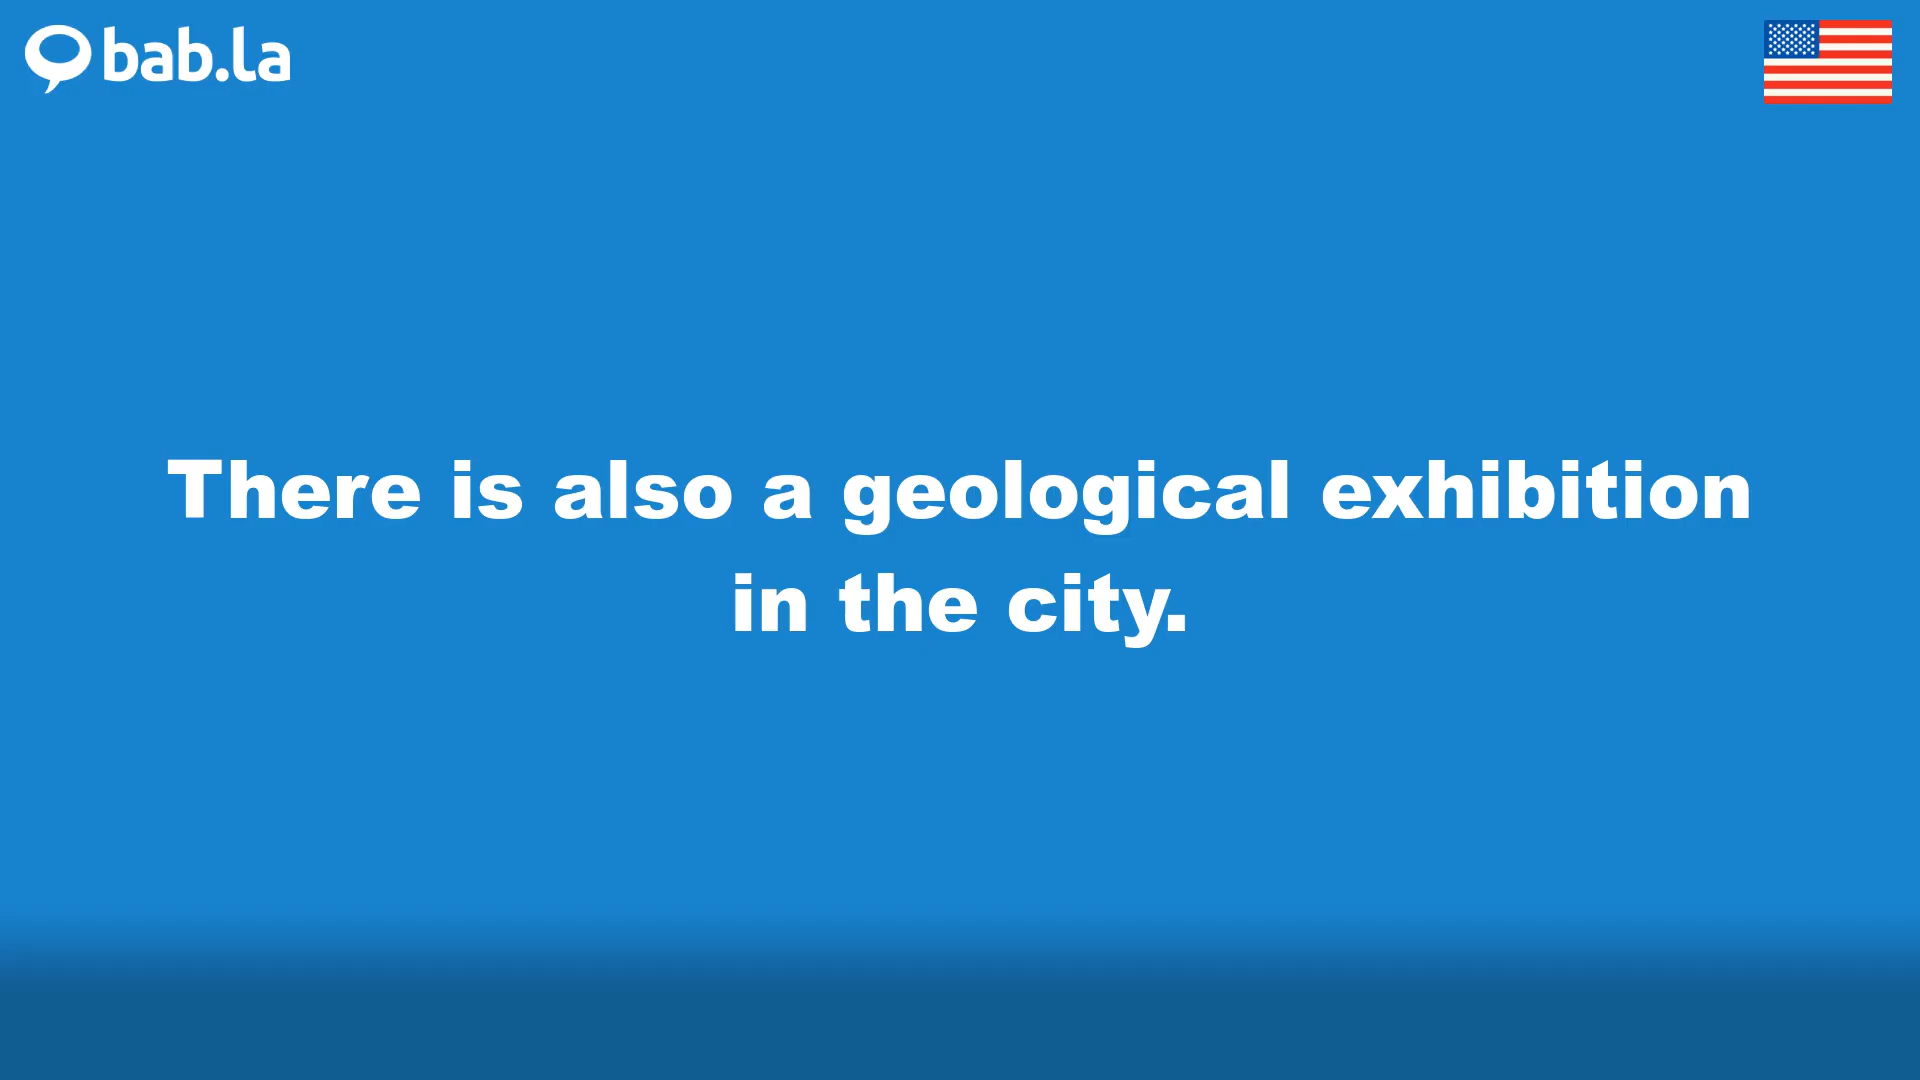 bab.la
There is also a geological exhibition
in the city.